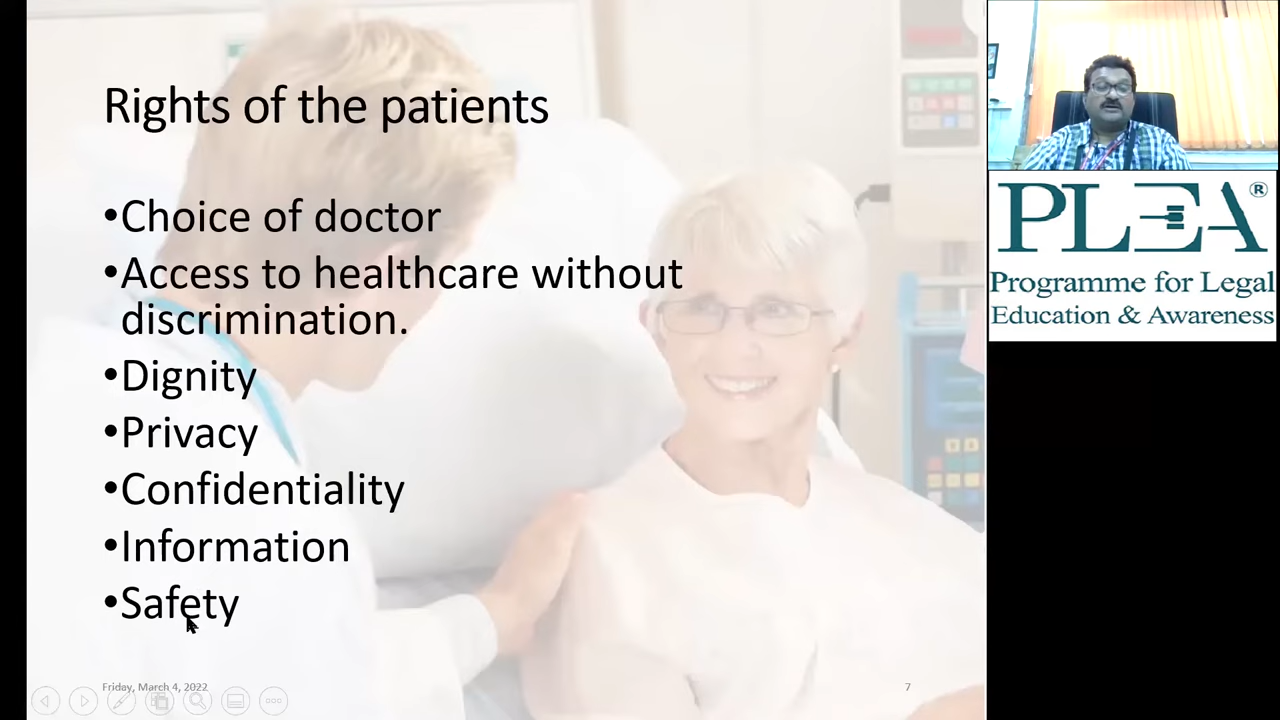 Rights of the patients
•Choice of doctor
•Access to healthcare without
discrimination.
•Dignity
•Privacy
•Confidentiality
•Information
•Safety
Friday, March 4, 2022
7
PLEA®
Programme for Legal
Education & Awareness